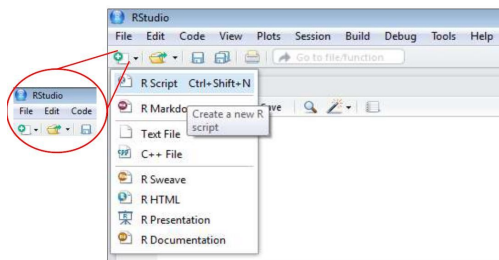 RStudio
File Edit Code View Plots Session Build Debug Tools Help
Go to file/function
R Script Ctrl+Shift+N
R Markdo
ave
Create a new R
script
Text File
C++ File
R Sweave
R HTML
R Presentation
R Documentation
RStudio
File Edit Code